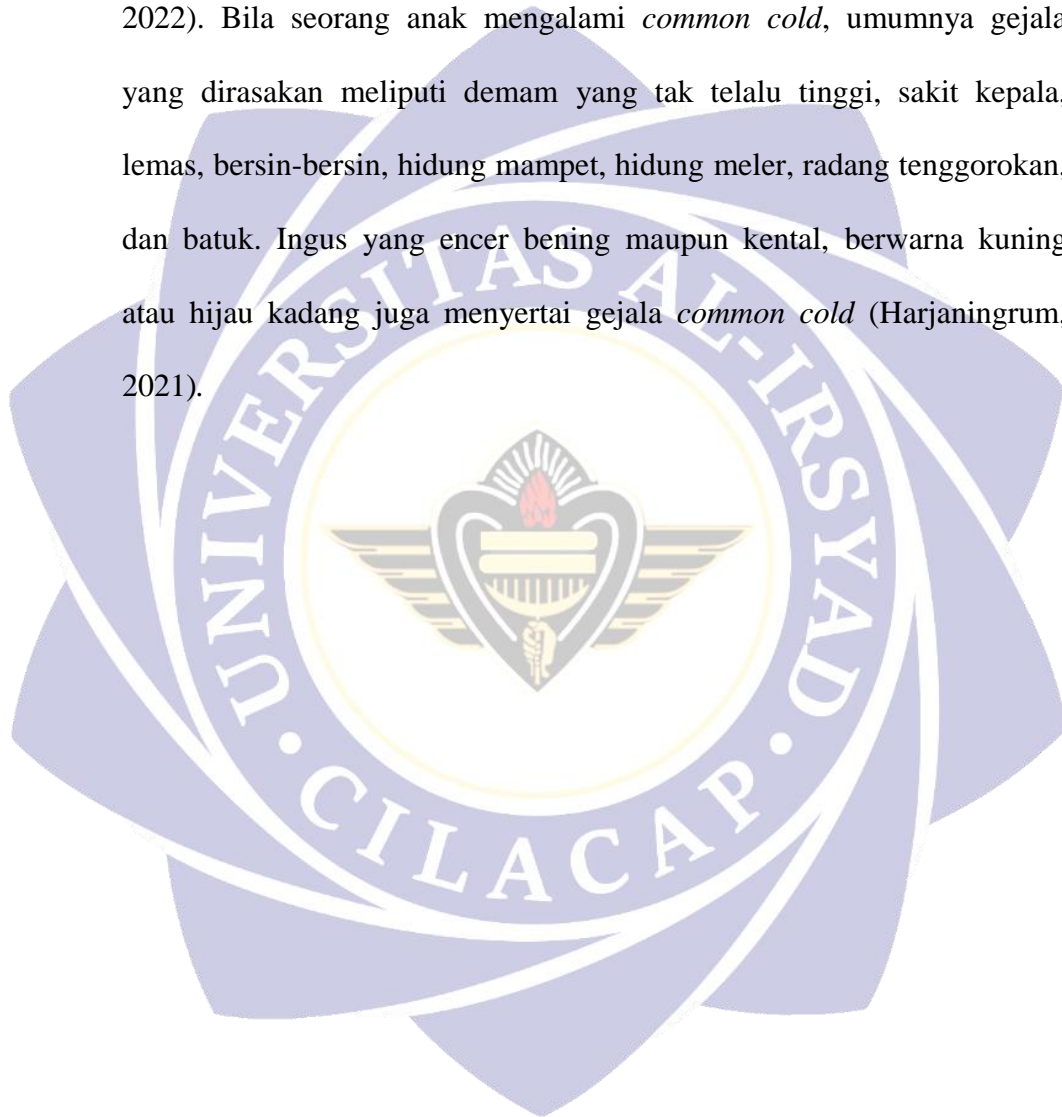 2022). Bila seorang anak mengalami common cold, umumnya gejala
yang dirasakan meliputi demam yang tak telalu tinggi, sakit kepala,
lemas, bersin-bersin, hidung mampet, hidung meler, radang tenggorokan,
dan batuk. Ingus yang encer bening maupun kental, berwarna kuning
atau hijau kadang juga menyertai gejala common cold (Harjaningrum,
2021).
UNIVERSITAS AL-IRSYAD
• CILACAP •